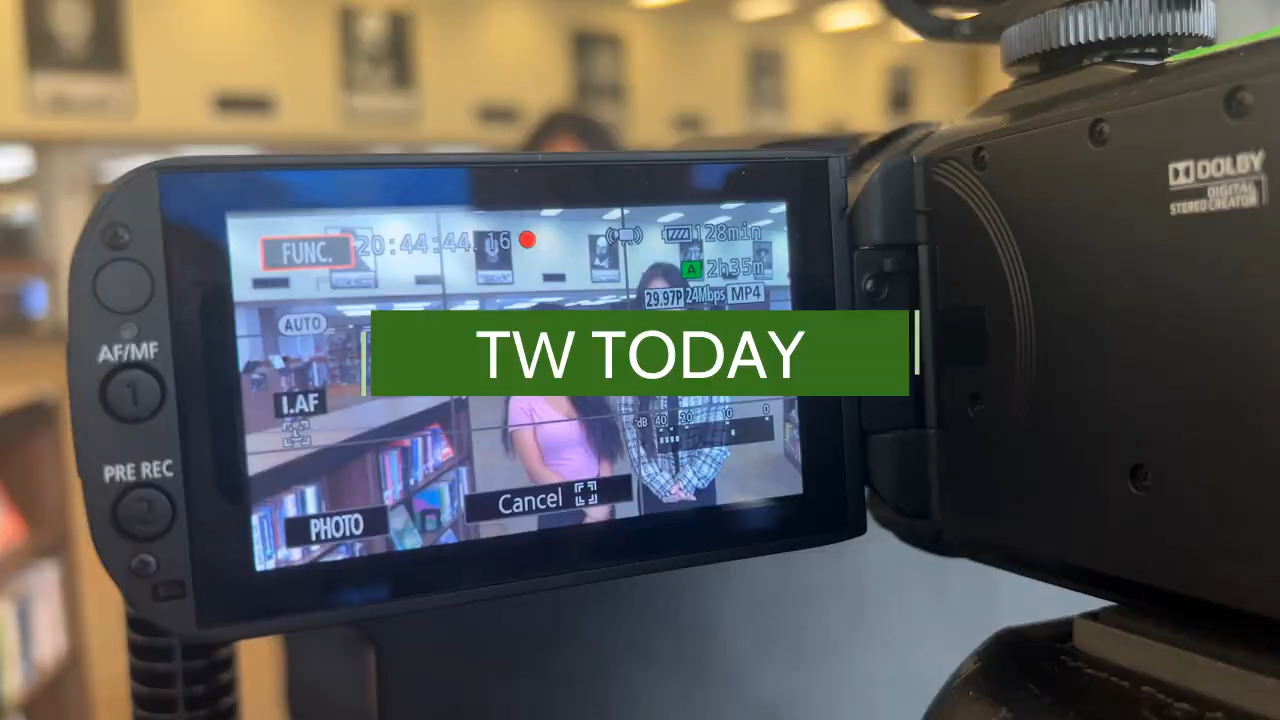 DOLBY
DIGITAL
STEREO CREATOR
FUNC.
20:44:44.16
128min
A 2h35m
29.97P 24Mbps MP4
AUTO
AF/MF
1
TW TODAY
I.AF
dB 40 20 10 0
PRE REC
2
Cancel
PHOTO